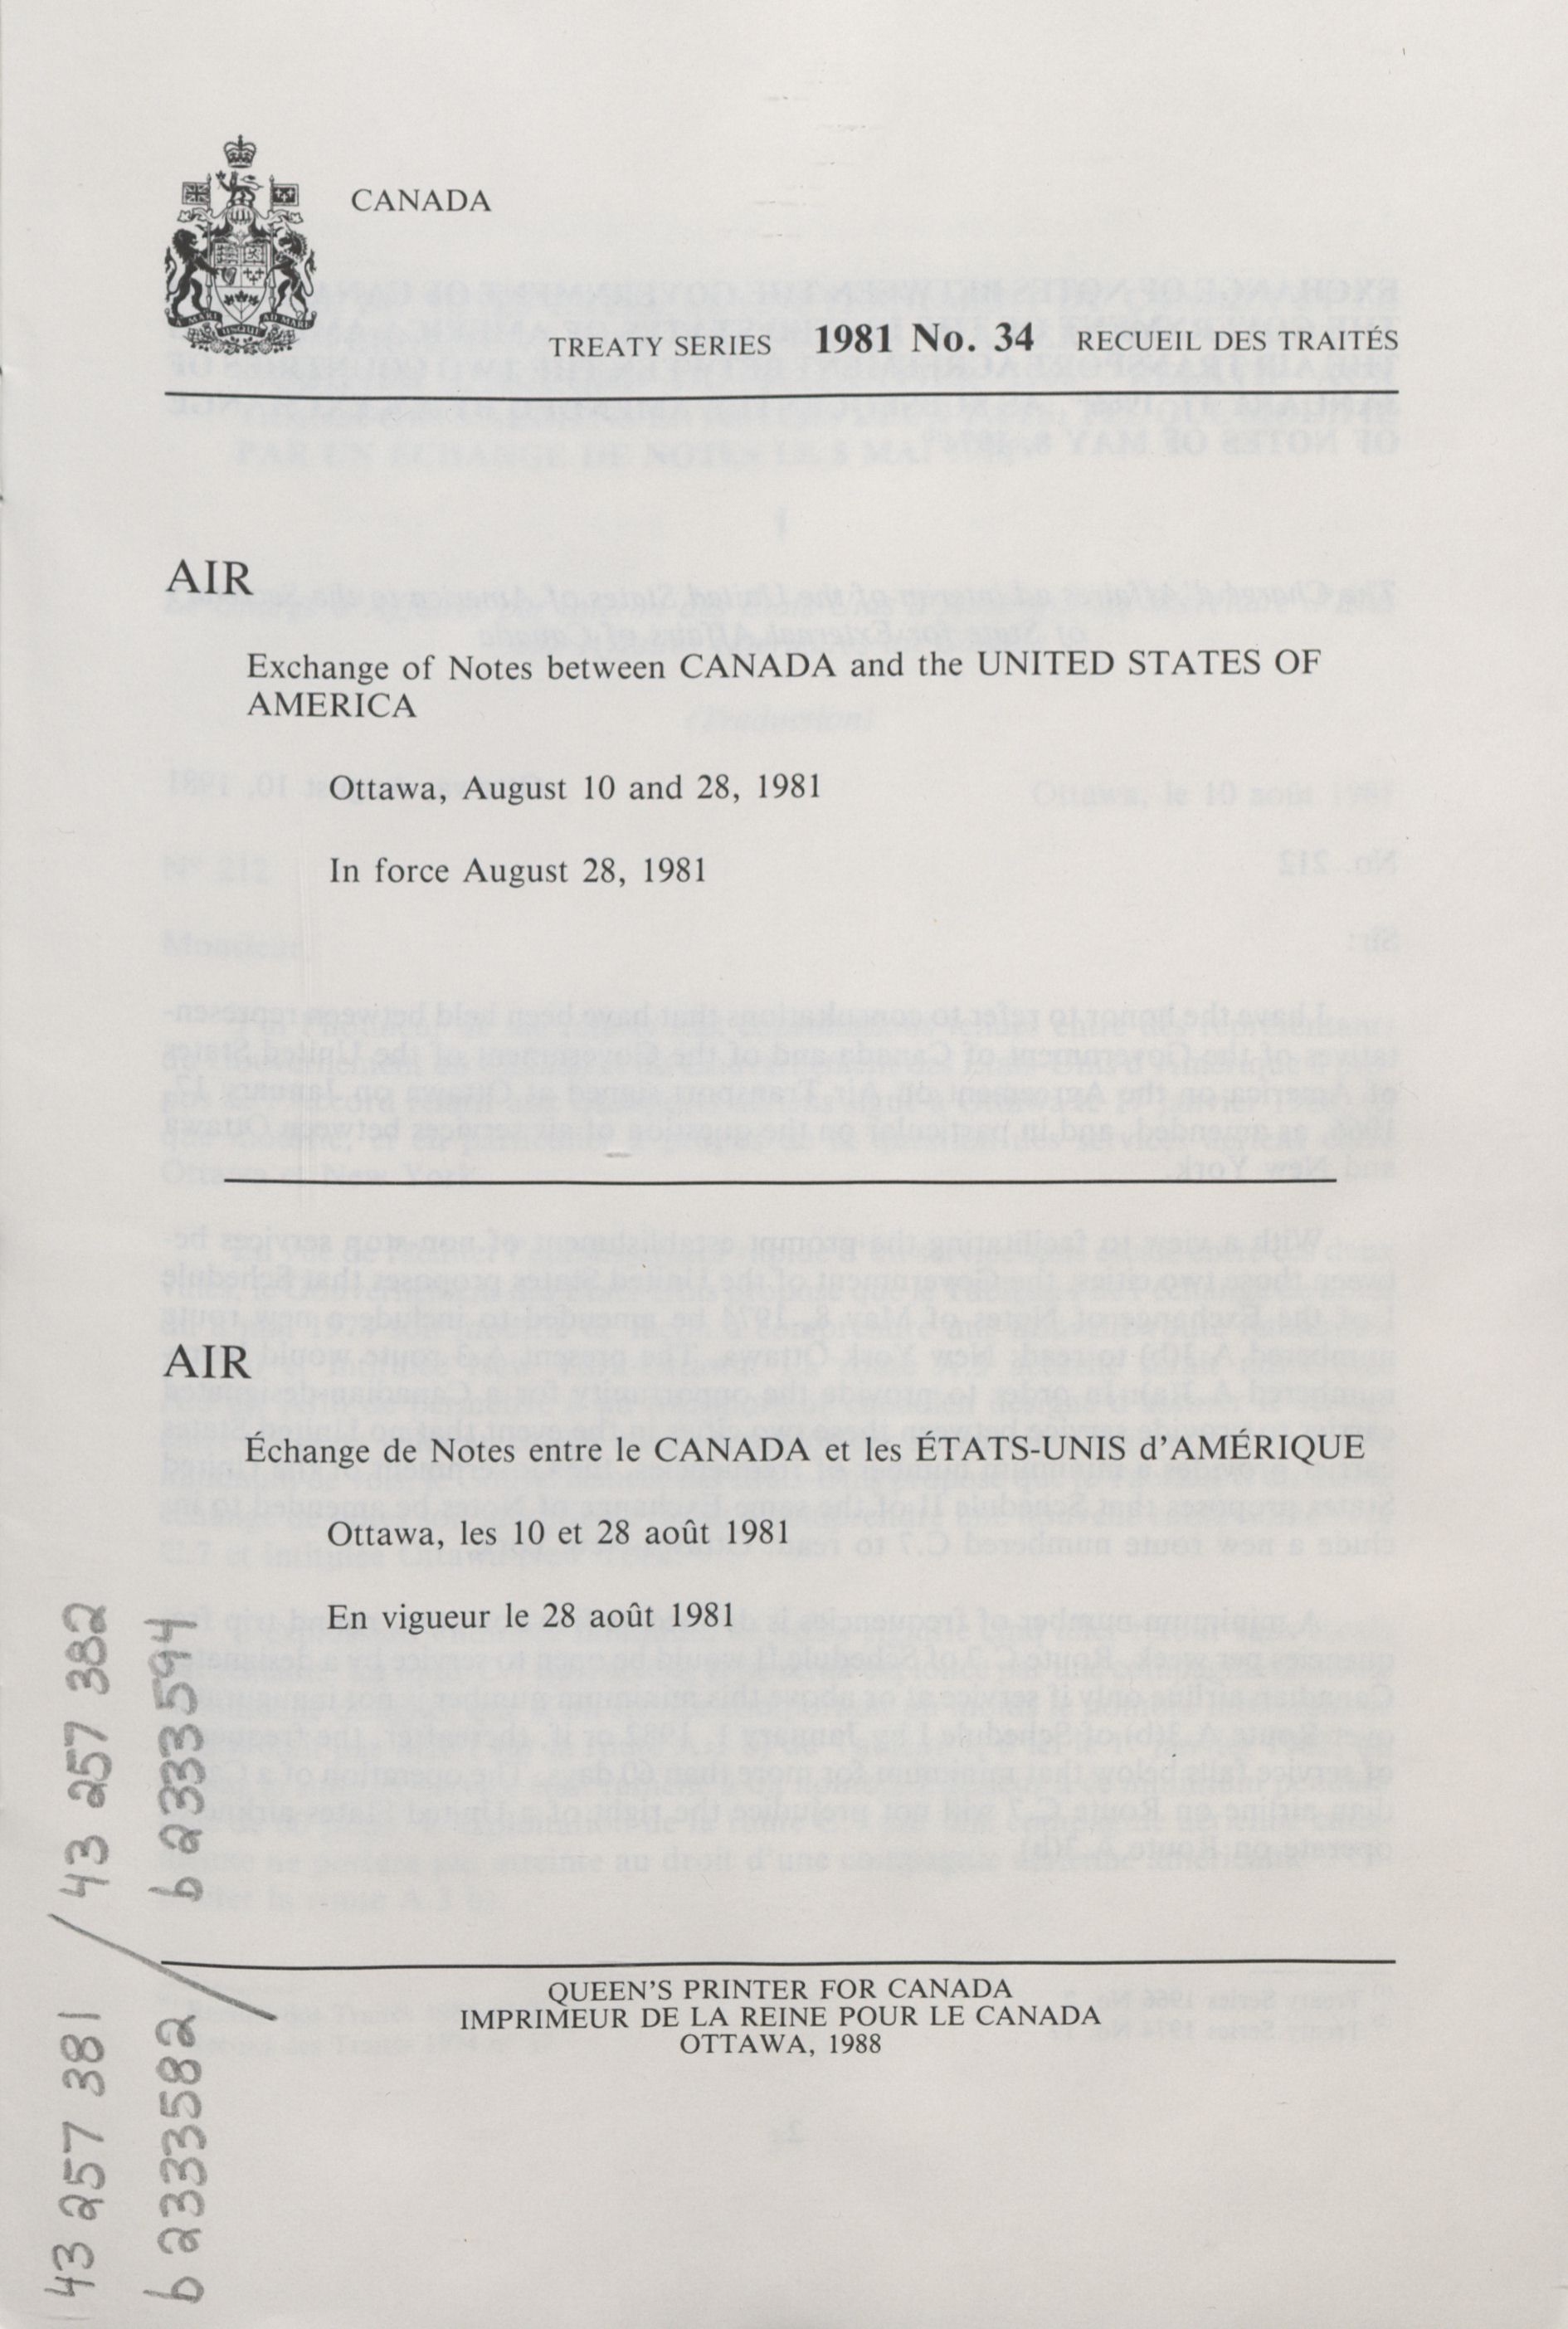 CANADA
TREATY SERIES 1981 No. 34 RECUEIL DES TRAITÉS
AIR
Exchange of Notes between CANADA and the UNITED STATES OF
AMERICA
Ottawa, August 10 and 28, 1981
In force August 28, 1981
AIR
Échange de Notes entre le CANADA et les ÉTATS-UNIS d'AMÉRIQUE
Ottawa, les 10 et 28 août 1981
En vigueur le 28 août 1981
QUEEN'S PRINTER FOR CANADA
IMPRIMEUR DE LA REINE POUR LE CANADA
OTTAWA, 1988
43 257 381 / 43 257 382
b 2333582 / b 2333594